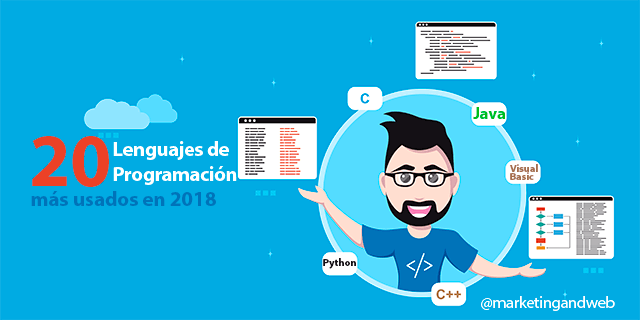 20 Lenguajes de
Programación
más usados en 2018
C
Java
Visual
Basic
Python
C++
</>
@marketingandweb